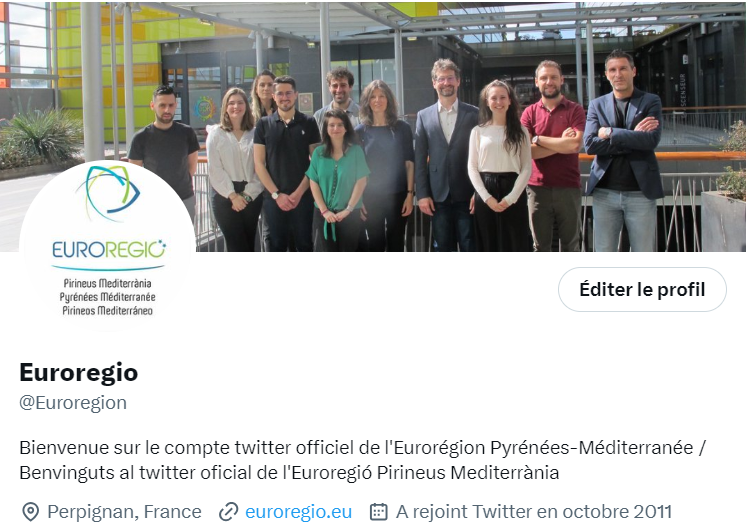 ASCENSEUR
EUROREGIO
Pirineus Mediterrània
Pyrénées Méditerranée
Pirineos Mediterráneo
Éditer le profil
Euroregio
@Euroregion
Bienvenue sur le compte twitter officiel de l'Eurorégion Pyrénées-Méditerranée /
Benvinguts al twitter oficial de l'Euroregió Pirineus Mediterrània
Perpignan, France euroregio.eu A rejoint Twitter en octobre 2011